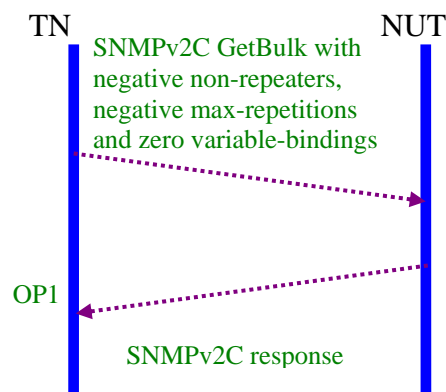 TN
NUT
SNMPv2C GetBulk with
negative non-repeaters,
negative max-repetitions
and zero variable-bindings
OP1
SNMPv2C response